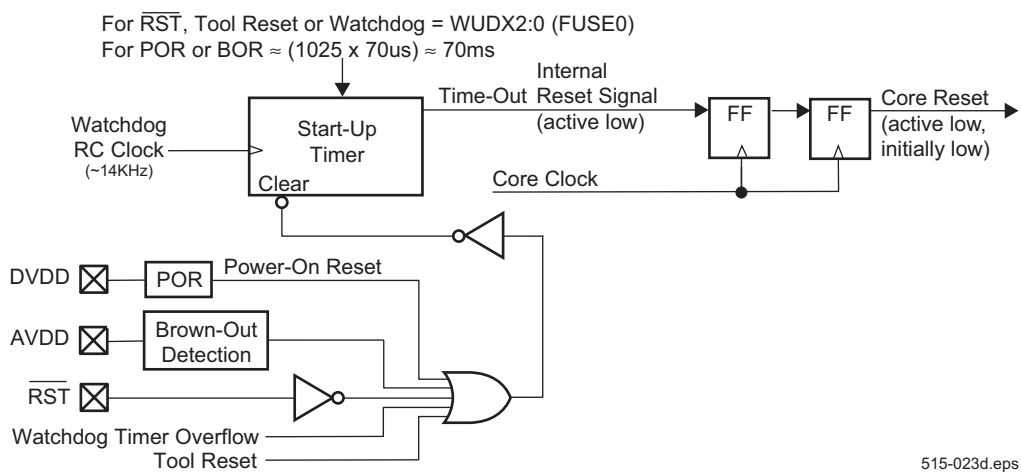 For RST, Tool Reset or Watchdog = WUDX2:0 (FUSE0)
For POR or BOR ≈ (1025 x 70us) ≈ 70ms
Watchdog
RC Clock
(~14KHz)
Start-Up
Timer
Clear
Time-Out
Internal
Reset Signal
(active low)
FF
FF
Core Reset
(active low,
initially low)
Core Clock
DVDD
POR
Power-On Reset
AVDD
Brown-Out
Detection
RST
Watchdog Timer Overflow
Tool Reset
515-023d.eps